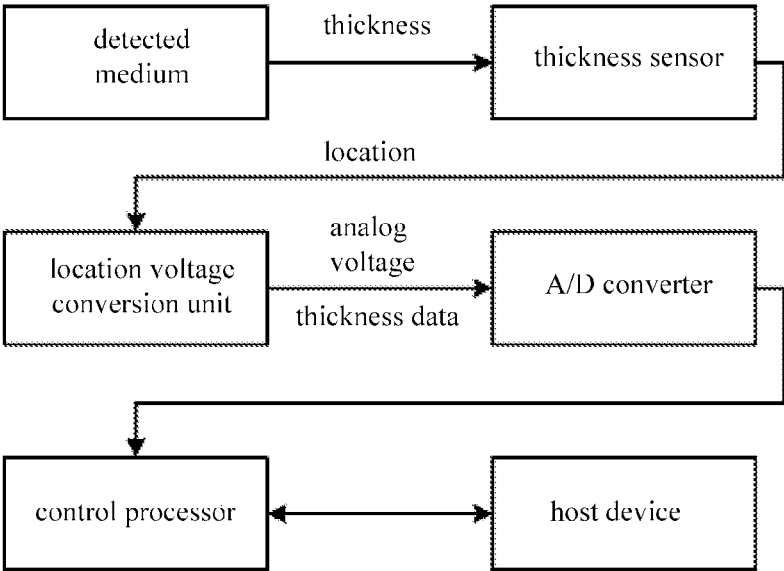 detected
medium
thickness
thickness sensor
location
location voltage
conversion unit
analog
voltage
thickness data
A/D converter
control processor
host device